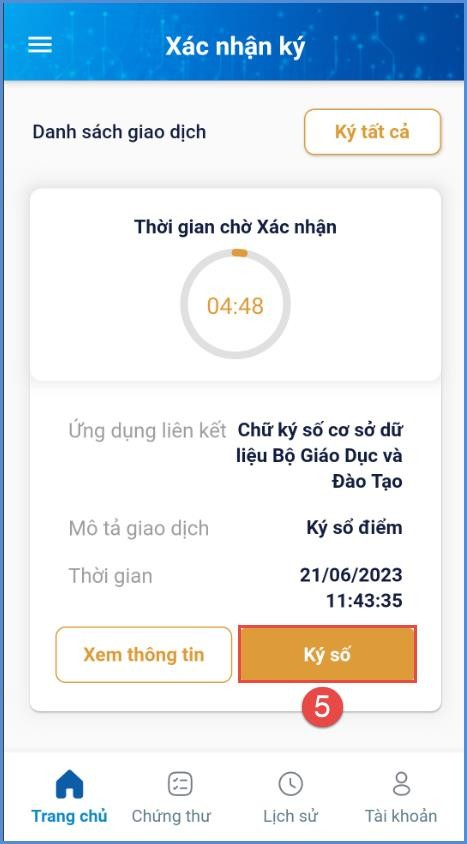 Xác nhận ký
Danh sách giao dịch
Ký tất cả
Thời gian chờ Xác nhận
04:48
Ứng dụng liên kết
Chữ ký số cơ sở dữ
liệu Bộ Giáo Dục và
Đào Tạo
Mô tả giao dịch
Ký sổ điểm
Thời gian
21/06/2023
11:43:35
Xem thông tin
Ký số
5
Trang chủ
Chứng thư
Lịch sử
Tài khoản